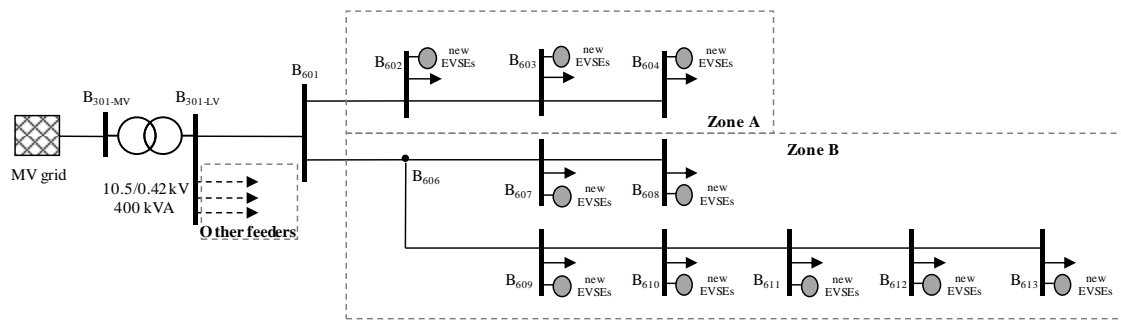 B602
new
EVSEs
B603
new
EVSEs
B604
new
EVSEs
B601
B301-MV
B301-LV
Zone A
Zone B
MV grid
B606
10.5/0.42 kV
400 kVA
Other feeders
B607
new
EVSEs
B608
new
EVSEs
B609
new
EVSEs
B610
new
EVSEs
B611
new
EVSEs
B612
new
EVSEs
B613
new
EVSEs